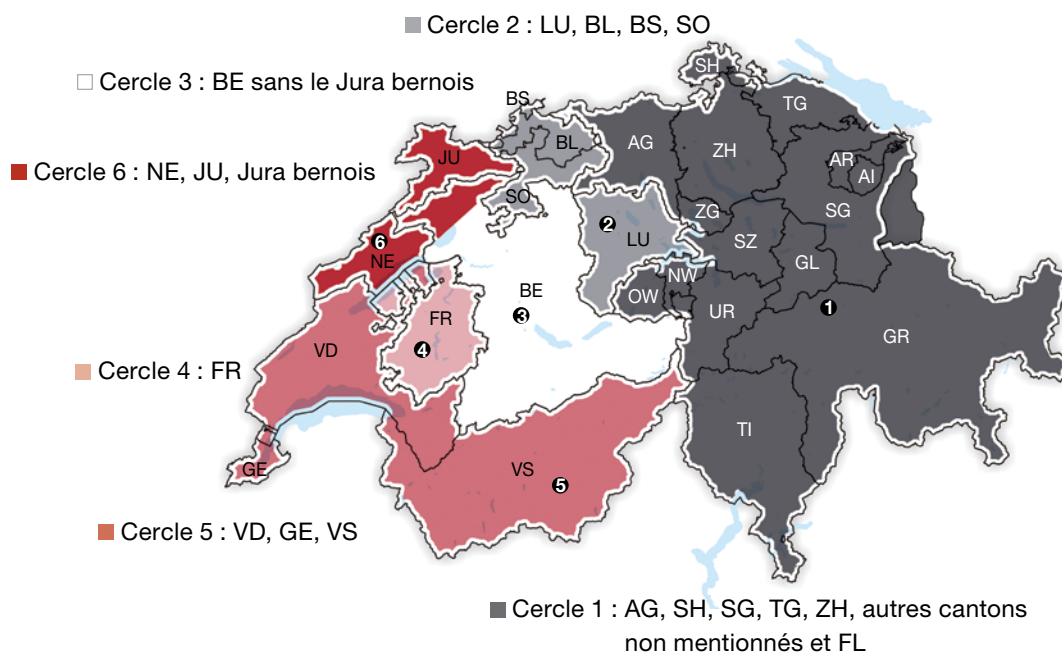 Cercle 2 : LU, BL, BS, SO
Cercle 3 : BE sans le Jura bernois
Cercle 6 : NE, JU, Jura bernois
Cercle 4 : FR
Cercle 5 : VD, GE, VS
Cercle 1 : AG, SH, SG, TG, ZH, autres cantons
non mentionnés et FL
SH
BS
TG
JU
BL
AG
ZH
AR
AI
SO
ZG
SG
2
LU
SZ
6
NE
GL
NW
OW
BE
UR
1
3
FR
GR
VD
4
TI
GE
VS
5